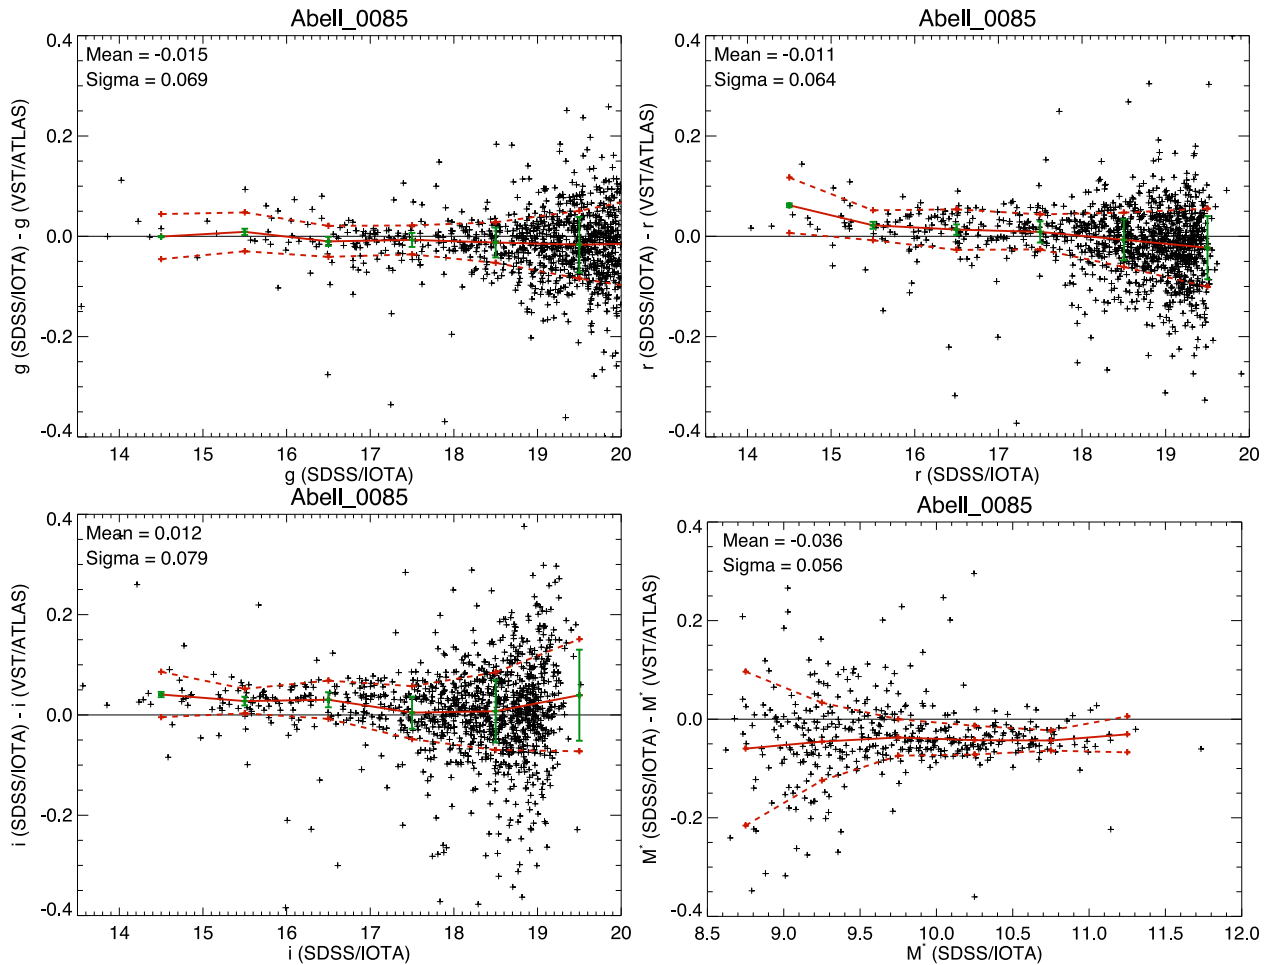 Abell_0085
Mean = -0.015
Sigma = 0.069
0.4
0.2
0.0
-0.2
-0.4
g (SDSS/IOTA) - g (VST/ATLAS)
14 15 16 17 18 19 20
g (SDSS/IOTA)
Abell_0085
Mean = -0.011
Sigma = 0.064
0.4
0.2
0.0
-0.2
-0.4
r (SDSS/IOTA) - r (VST/ATLAS)
14 15 16 17 18 19 20
r (SDSS/IOTA)
Abell_0085
Mean = 0.012
Sigma = 0.079
0.4
0.2
0.0
-0.2
-0.4
i (SDSS/IOTA) - i (VST/ATLAS)
14 15 16 17 18 19 20
i (SDSS/IOTA)
Abell_0085
Mean = -0.036
Sigma = 0.056
0.4
0.2
0.0
-0.2
-0.4
M* (SDSS/IOTA) - M* (VST/ATLAS)
8.5 9.0 9.5 10.0 10.5 11.0 11.5 12.0
M* (SDSS/IOTA)